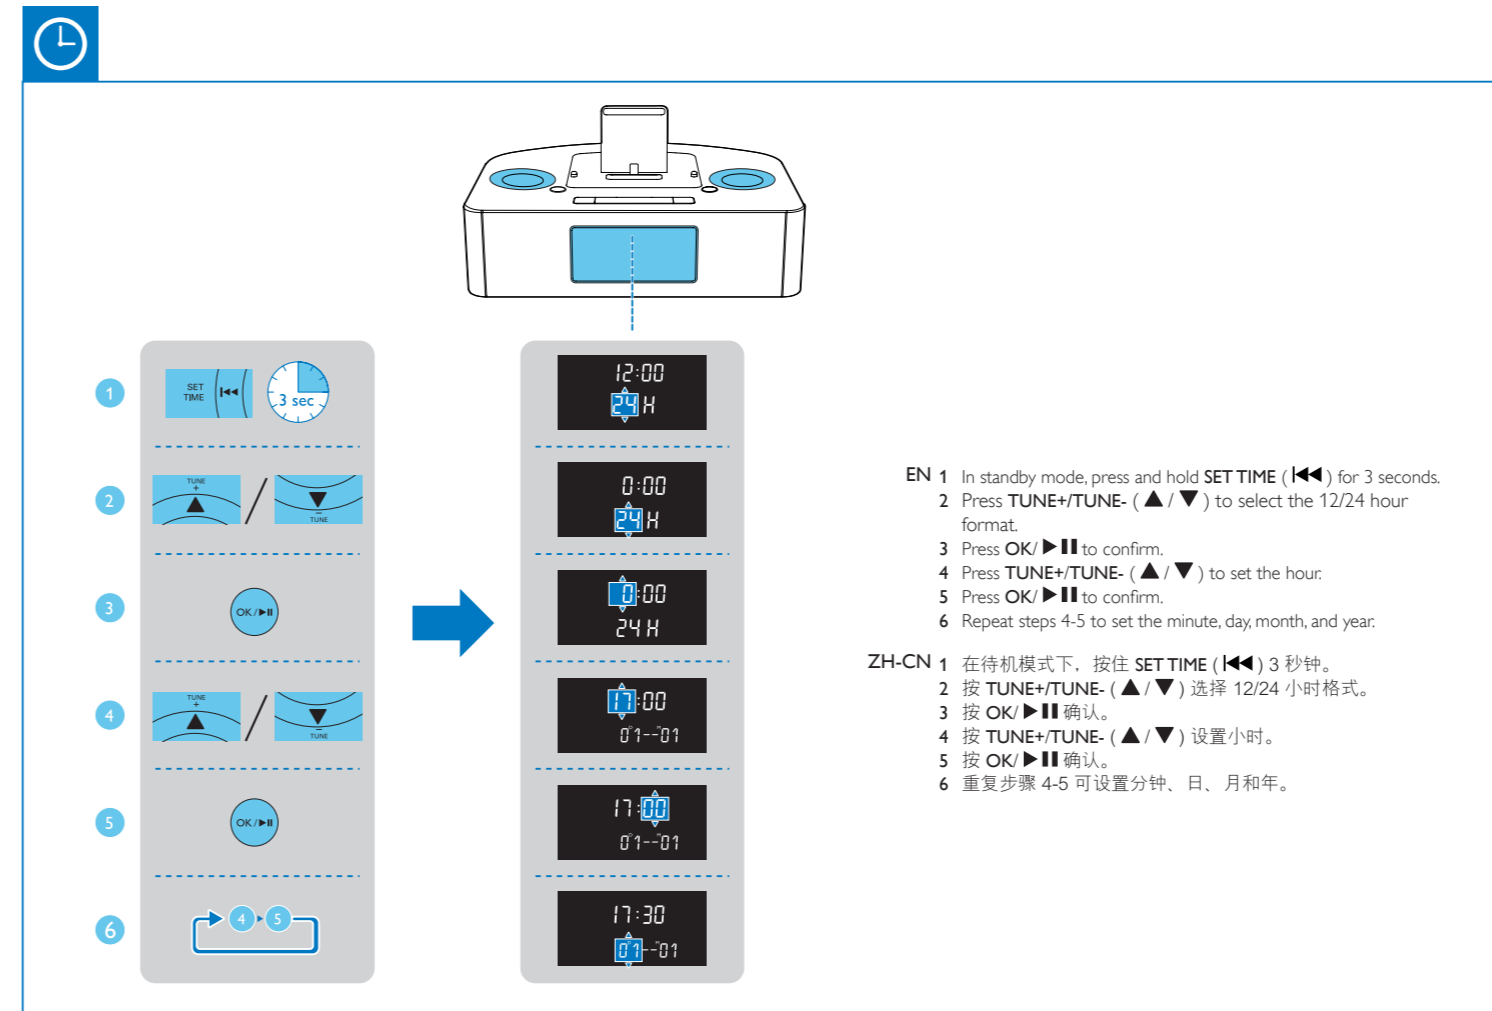 1
SET
TIME
3 sec
12:00
24 H
2
TUNE
+
–
TUNE
0:00
24 H
3
OK/▶II
0:00
24 H
4
TUNE
+
–
TUNE
17:00
D M
01--01
5
OK/▶II
17:00
D M
01--01
6
4 5
17:30
D M
01--01
EN 1 In standby mode, press and hold SET TIME ( I◀◀ ) for 3 seconds.
2 Press TUNE+/TUNE- ( ▲ / ▼ ) to select the 12/24 hour
format.
3 Press OK/ ▶II to confirm.
4 Press TUNE+/TUNE- ( ▲ / ▼ ) to set the hour.
5 Press OK/ ▶II to confirm.
6 Repeat steps 4-5 to set the minute, day, month, and year.
ZH-CN 1 在待机模式下，按住 SET TIME ( I◀◀ ) 3 秒钟。
2 按 TUNE+/TUNE- ( ▲ / ▼ ) 选择 12/24 小时格式。
3 按 OK/ ▶II 确认。
4 按 TUNE+/TUNE- ( ▲ / ▼ ) 设置小时。
5 按 OK/ ▶II 确认。
6 重复步骤 4-5 可设置分钟、日、月和年。